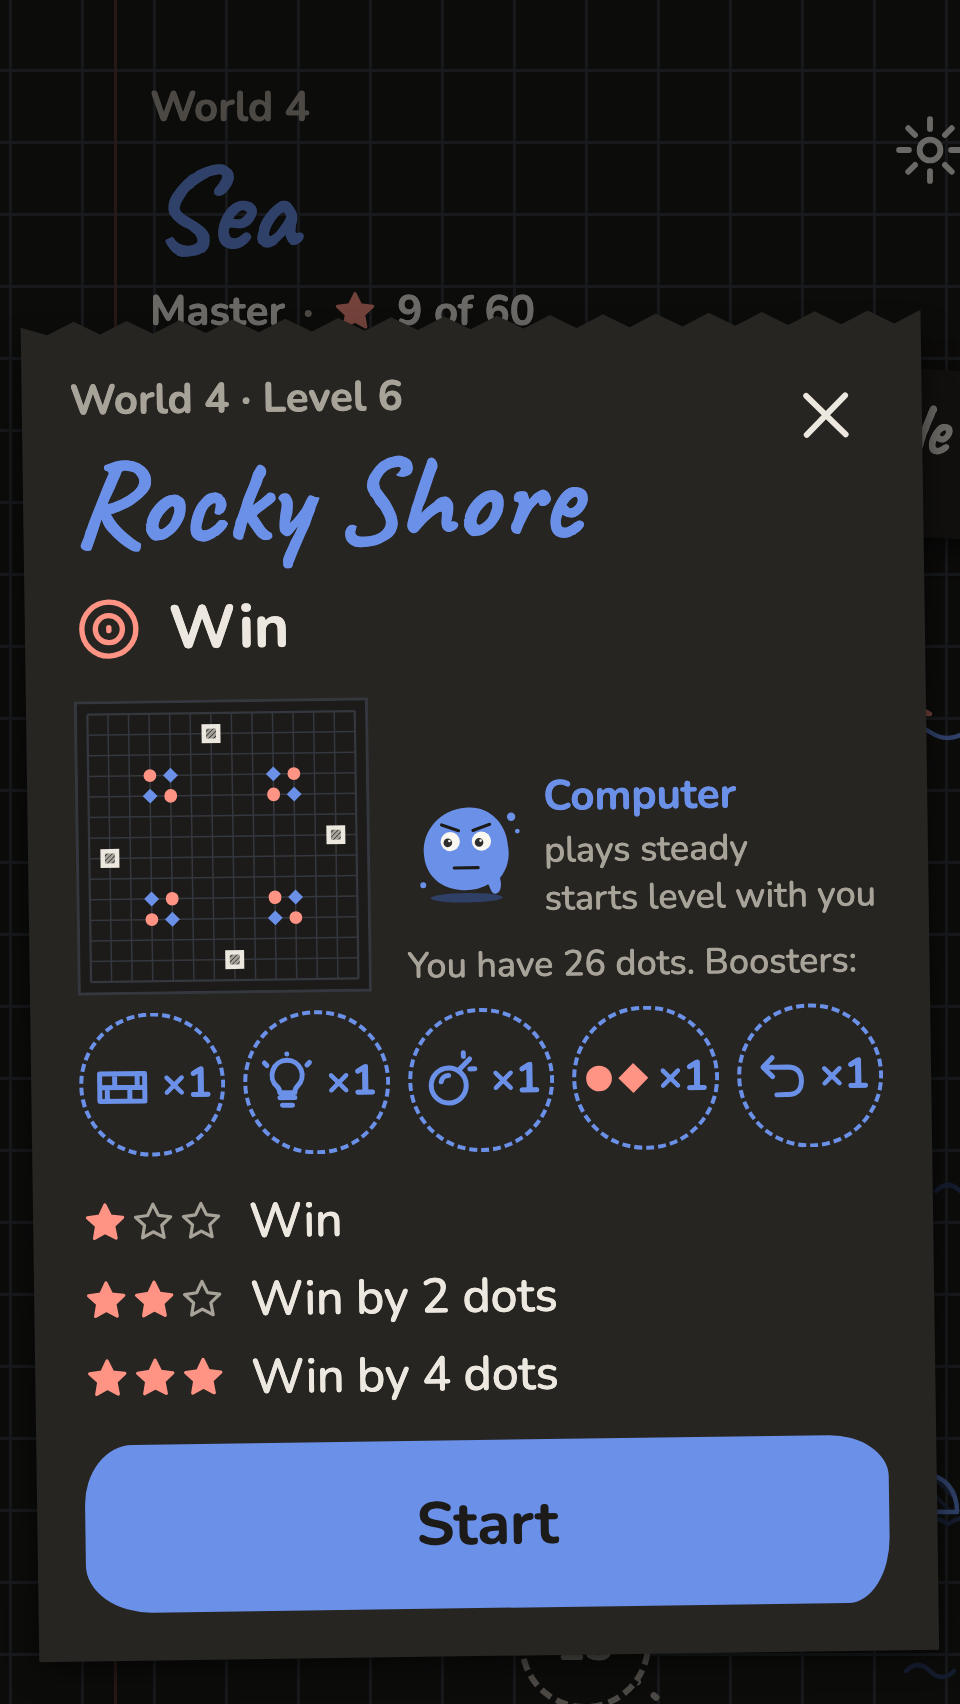 World 4
Sea
Master · 9 of 60
World 4 · Level 6
Rocky Shore
Win
Computer
plays steady
starts level with you
You have 26 dots. Boosters:
×1 ×1 ×1 ×1 ×1
Win
Win by 2 dots
Win by 4 dots
Start